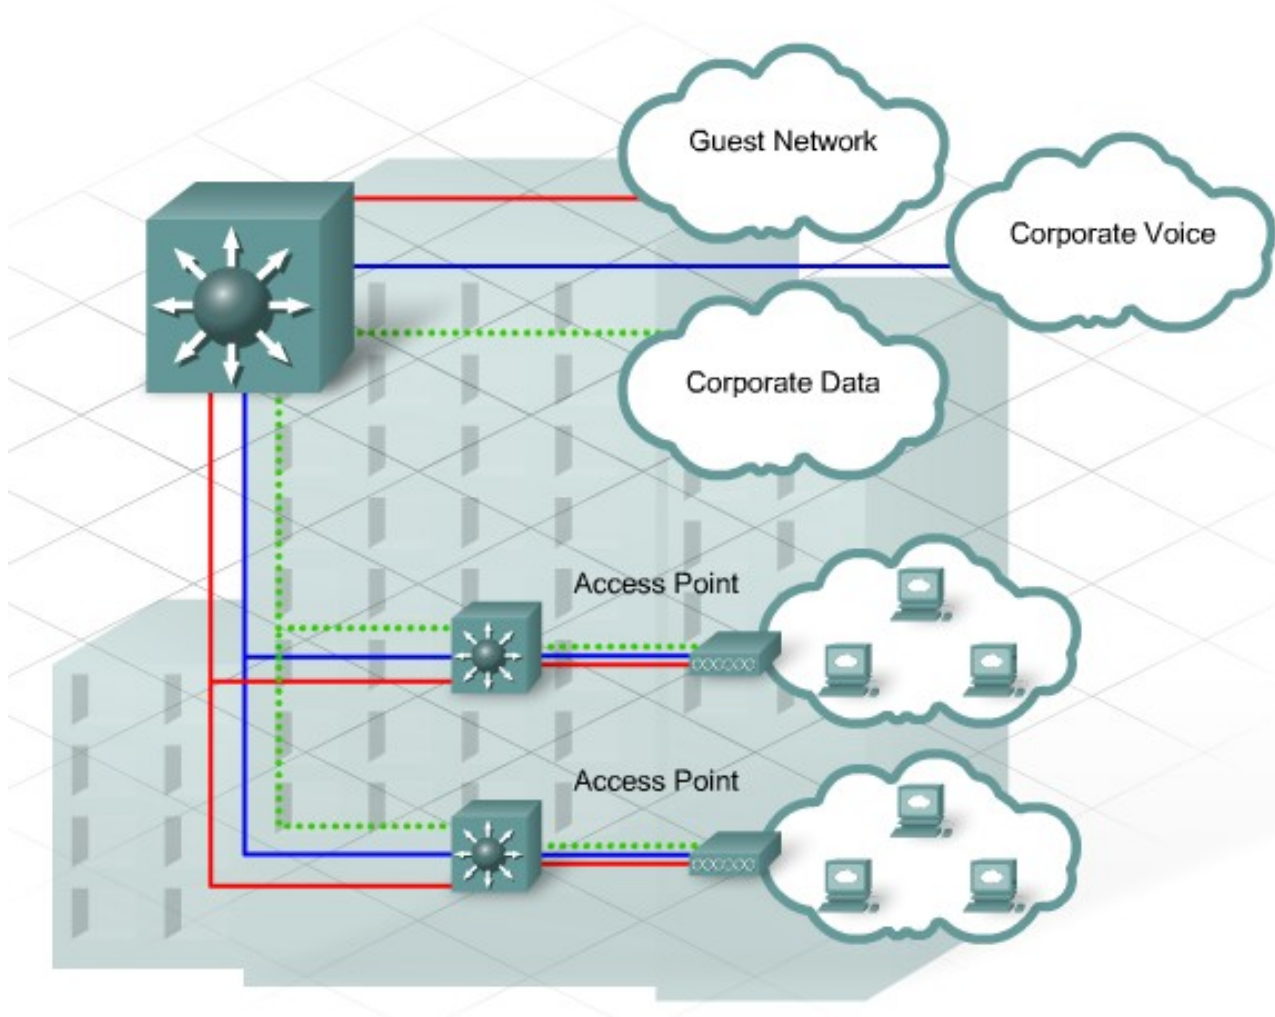 Guest Network
Corporate Voice
Corporate Data
Access Point
Access Point